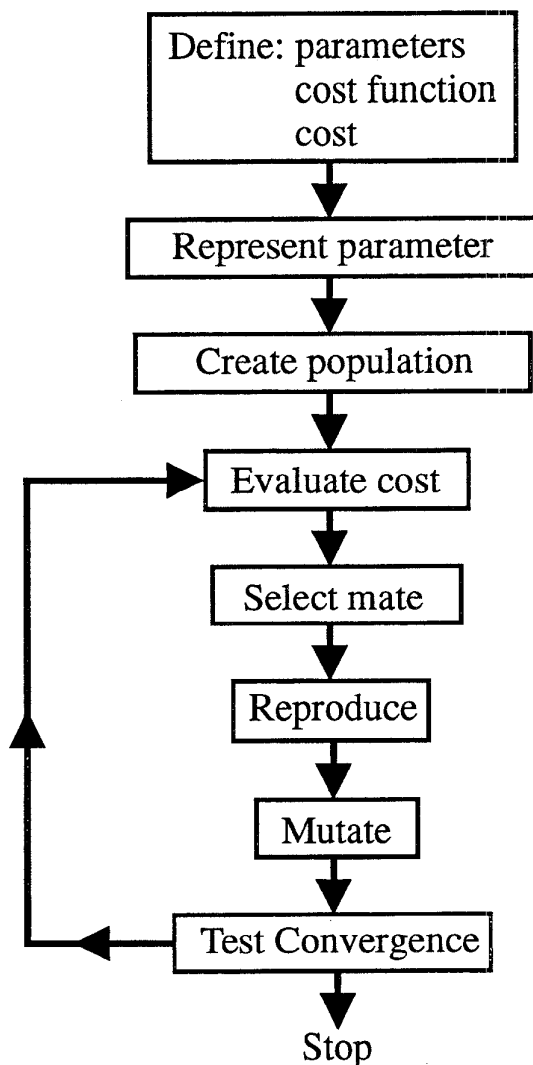 Define: parameters
cost function
cost
Represent parameter
Create population
Evaluate cost
Select mate
Reproduce
Mutate
Test Convergence
Stop